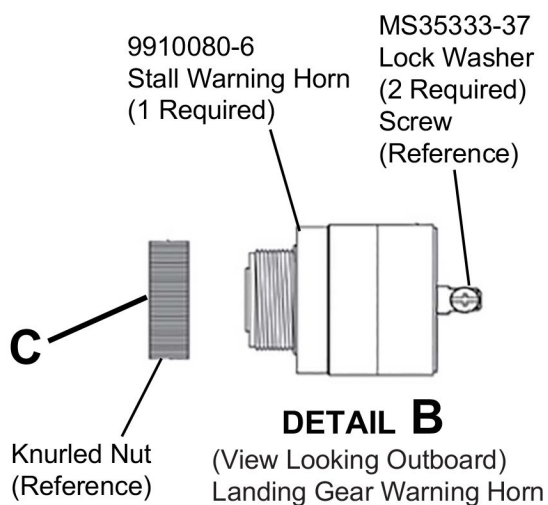 9910080-6
Stall Warning Horn
(1 Required)
MS35333-37
Lock Washer
(2 Required)
Screw
(Reference)
C
Knurled Nut
(Reference)
DETAIL B
(View Looking Outboard)
Landing Gear Warning Horn